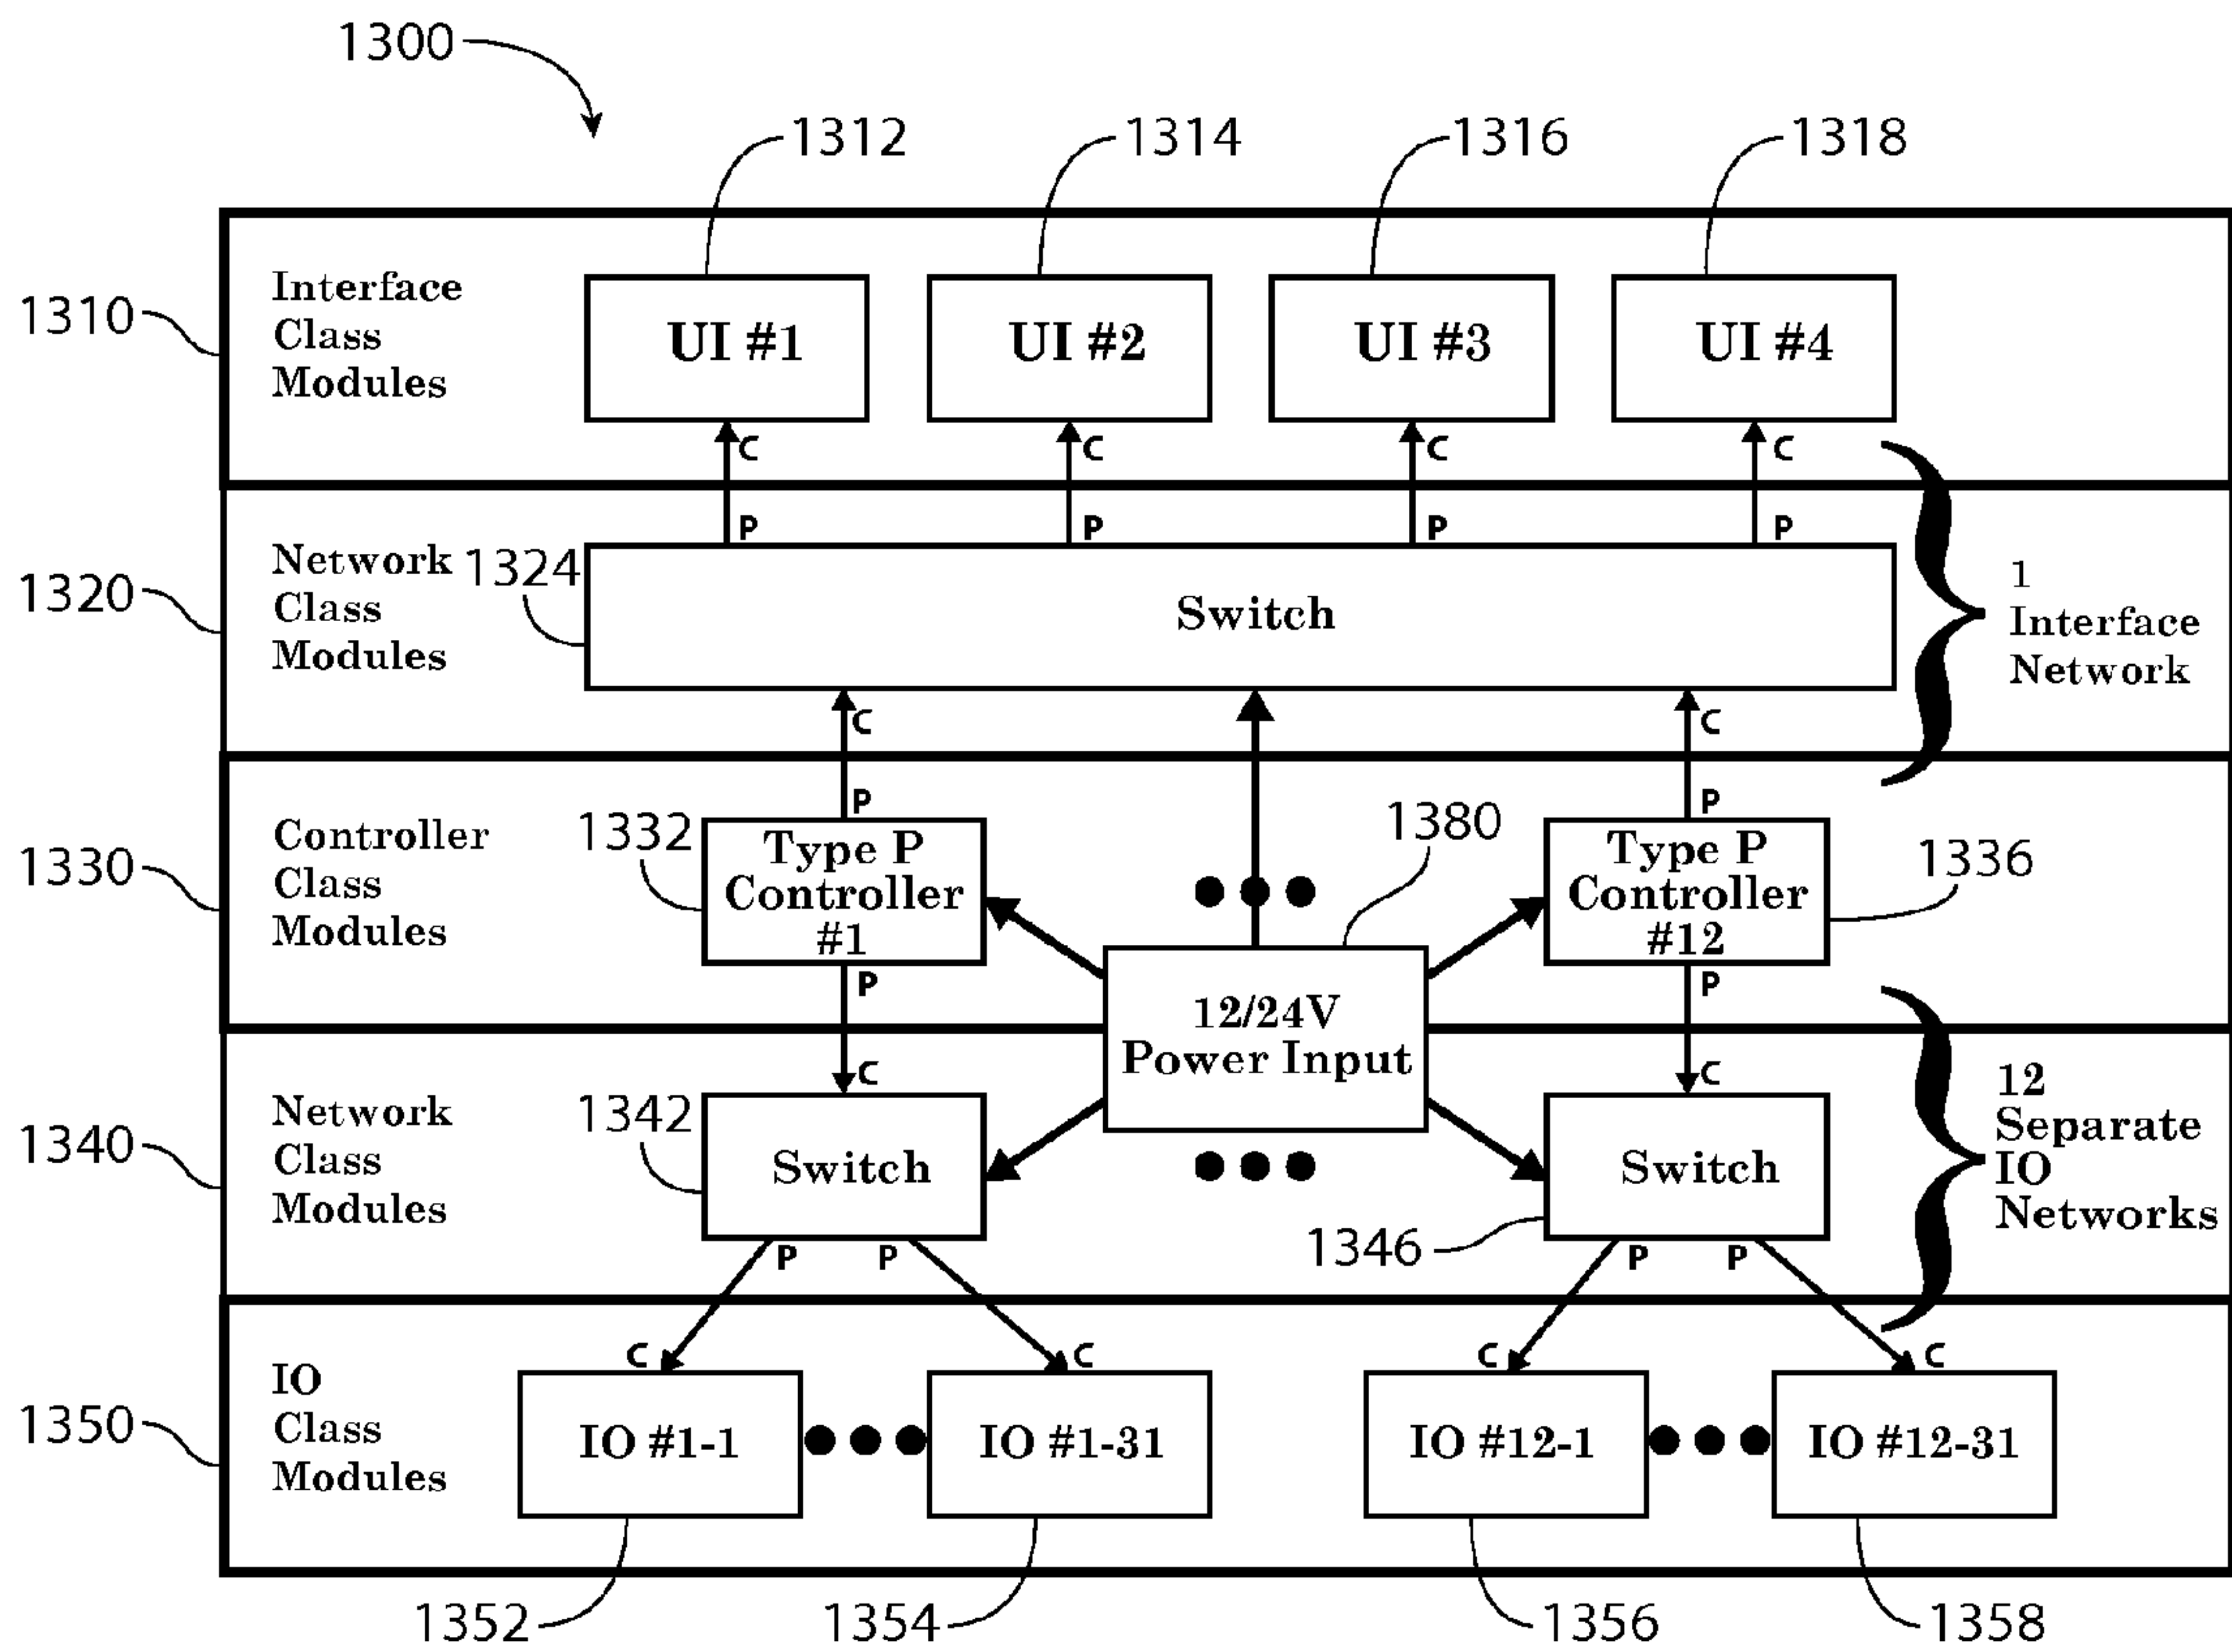 1300
1312
1314
1316
1318
1310
Interface
Class
Modules
UI #1
UI #2
UI #3
UI #4
C
C
C
C
P
P
P
P
1320
Network
Class
Modules
1324
Switch
1
Interface
Network
C
C
P
P
1330
Controller
Class
Modules
1332
Type P
Controller
#1
1380
Type P
Controller
#12
1336
P
P
12/24V
Power Input
C
C
1340
Network
Class
Modules
1342
Switch
1346
Switch
12
Separate
IO
Networks
P
P
P
P
1350
IO
Class
Modules
C
C
C
C
IO #1-1
IO #1-31
IO #12-1
IO #12-31
1352
1354
1356
1358